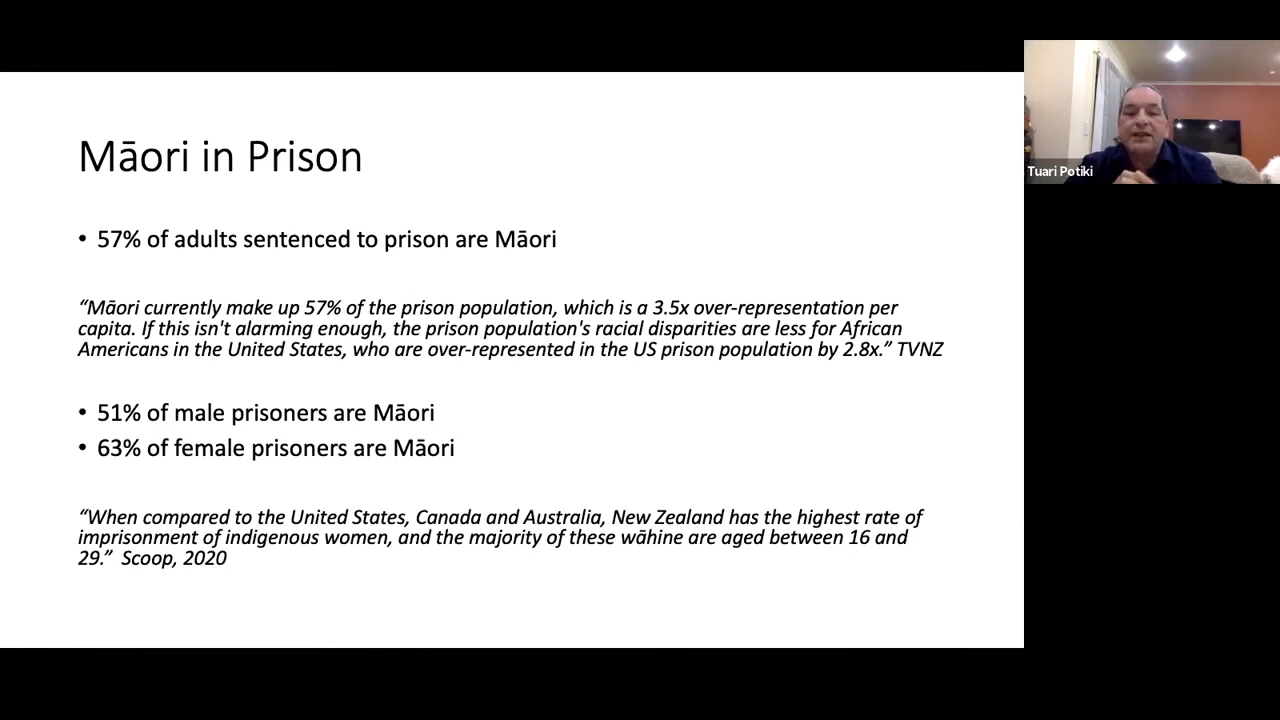 Māori in Prison
• 57% of adults sentenced to prison are Māori
“Māori currently make up 57% of the prison population, which is a 3.5x over-representation per
capita. If this isn't alarming enough, the prison population's racial disparities are less for African
Americans in the United States, who are over-represented in the US prison population by 2.8x.” TVNZ
• 51% of male prisoners are Māori
• 63% of female prisoners are Māori
“When compared to the United States, Canada and Australia, New Zealand has the highest rate of
imprisonment of indigenous women, and the majority of these wāhine are aged between 16 and
29.” Scoop, 2020
Tuari Potiki